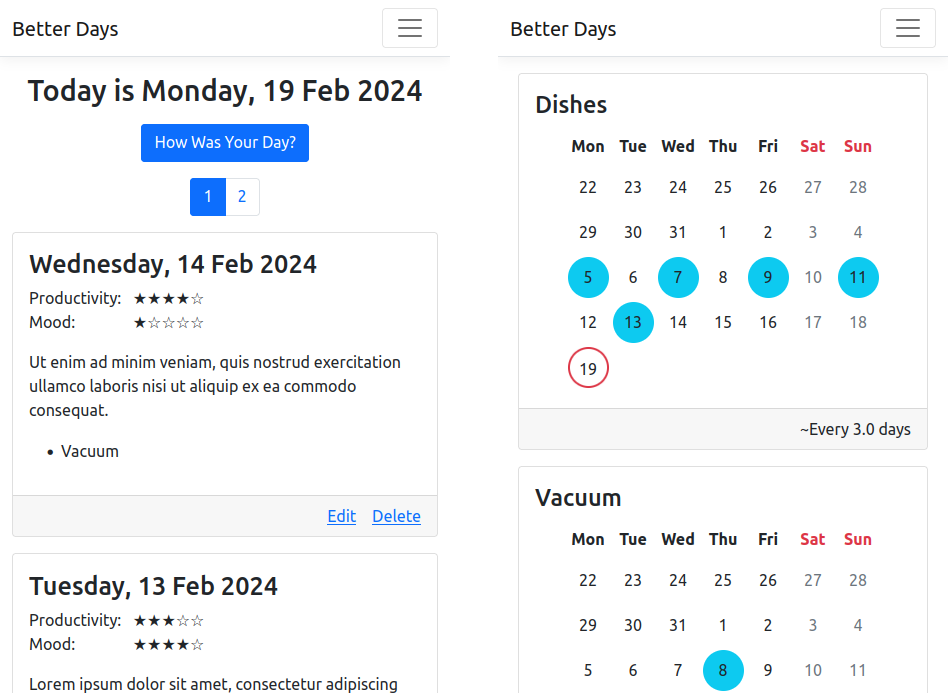 Better Days
Today is Monday, 19 Feb 2024
How Was Your Day?
1 2
Wednesday, 14 Feb 2024
Productivity: ★★★★☆
Mood: ★☆☆☆☆
Ut enim ad minim veniam, quis nostrud exercitation
ullamco laboris nisi ut aliquip ex ea commodo
consequat.
• Vacuum
Edit Delete
Tuesday, 13 Feb 2024
Productivity: ★★★☆☆
Mood: ★★★★☆
Lorem ipsum dolor sit amet, consectetur adipiscing
Better Days
Dishes
Mon Tue Wed Thu Fri Sat Sun
22 23 24 25 26 27 28
29 30 31 1 2 3 4
5 6 7 8 9 10 11
12 13 14 15 16 17 18
19
~Every 3.0 days
Vacuum
Mon Tue Wed Thu Fri Sat Sun
22 23 24 25 26 27 28
29 30 31 1 2 3 4
5 6 7 8 9 10 11